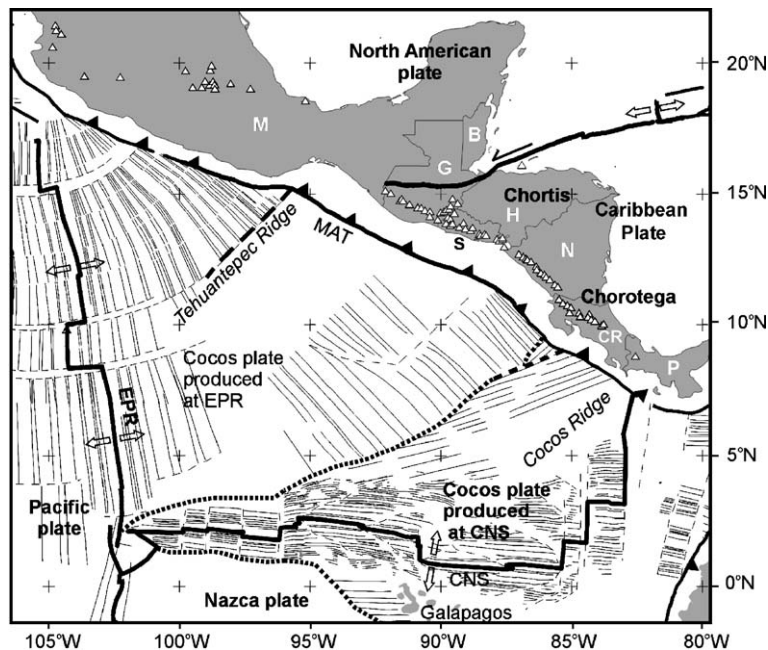 North American
plate
20°N
M
B
G
15°N
Chortis
H
Caribbean
Plate
Tehuantepec Ridge
MAT
S
N
Chorotega
10°N
CR
P
Cocos plate
produced
at EPR
EPR
Cocos Ridge
5°N
Pacific
plate
Cocos plate
produced
at CNS
CNS
0°N
Nazca plate
Galapagos
105°W
100°W
95°W
90°W
85°W
80°W